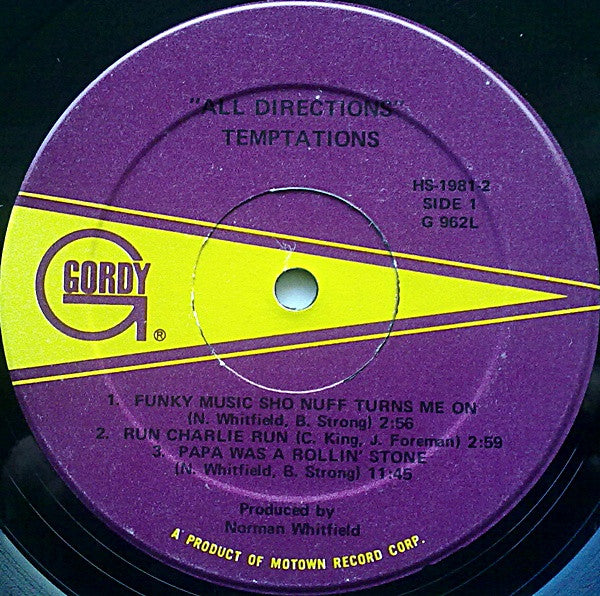 "ALL DIRECTIONS"
TEMPTATIONS
HS-1981-2
SIDE 1
G 962L
GORDY
®
1. FUNKY MUSIC SHO NUFF TURNS ME ON
(N. Whitfield, B. Strong) 2:56
2. RUN CHARLIE RUN (C. King, J. Foreman) 2:59
3. PAPA WAS A ROLLIN' STONE
(N. Whitfield, B. Strong) 11:45
Produced by
Norman Whitfield
A PRODUCT OF MOTOWN RECORD CORP.